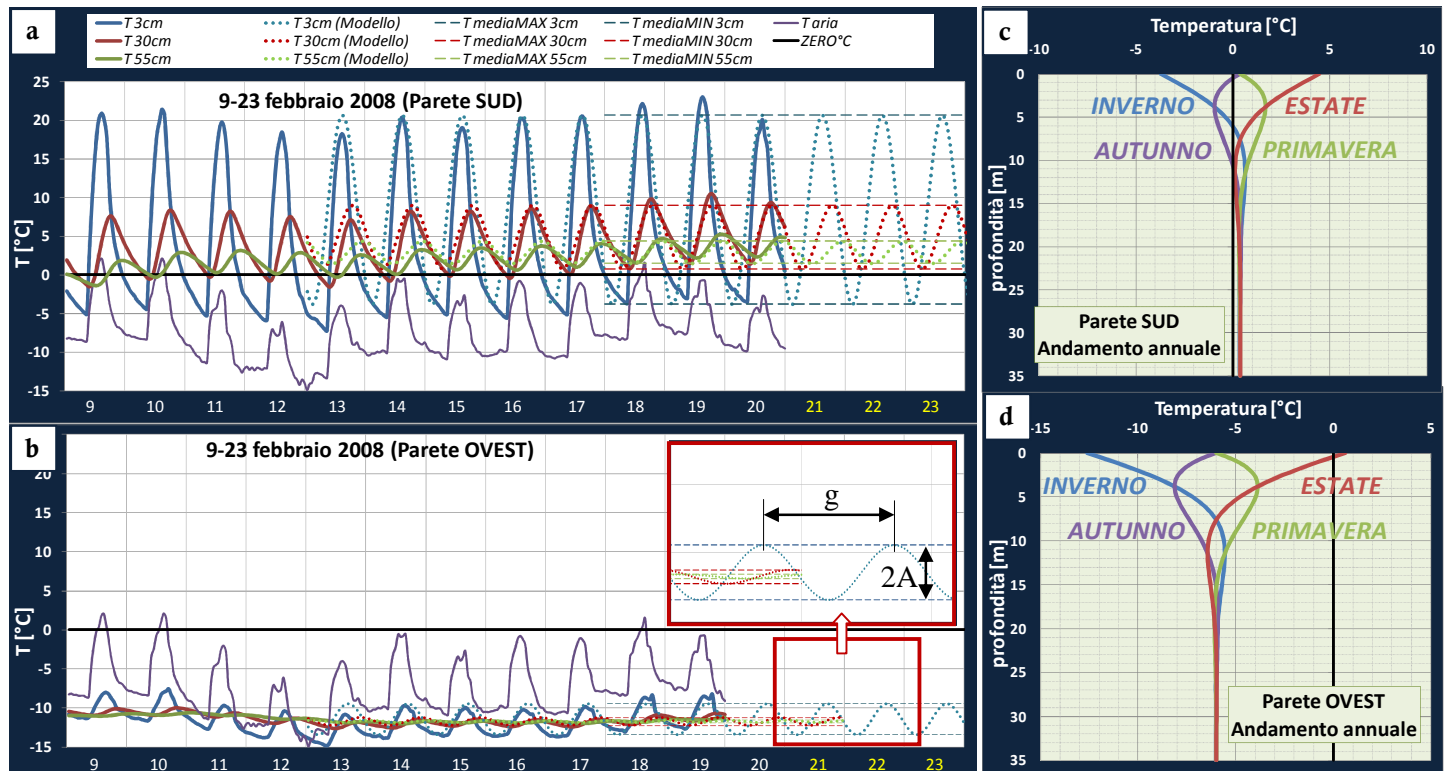 a
T 3cm
T 3cm (Modello)
T mediaMAX 3cm
T mediaMIN 3cm
T aria
T 30cm
T 30cm (Modello)
T mediaMAX 30cm
T mediaMIN 30cm
ZERO°C
T 55cm
T 55cm (Modello)
T mediaMAX 55cm
T mediaMIN 55cm
9-23 febbraio 2008 (Parete SUD)
T [°C]
25
20
15
10
5
0
-5
-10
-15
9 10 11 12 13 14 15 16 17 18 19 20 21 22 23
b
9-23 febbraio 2008 (Parete OVEST)
T [°C]
20
15
10
5
0
-5
-10
-15
g
2A
9 10 11 12 13 14 15 16 17 18 19 20 21 22 23
c
Temperatura [°C]
-10 -5 0 5 10
profondità [m]
0
5
10
15
20
25
30
35
INVERNO
ESTATE
AUTUNNO
PRIMAVERA
Parete SUD
Andamento annuale
d
Temperatura [°C]
-15 -10 -5 0 5
profondità [m]
0
5
10
15
20
25
30
35
INVERNO
ESTATE
AUTUNNO
PRIMAVERA
Parete OVEST
Andamento annuale